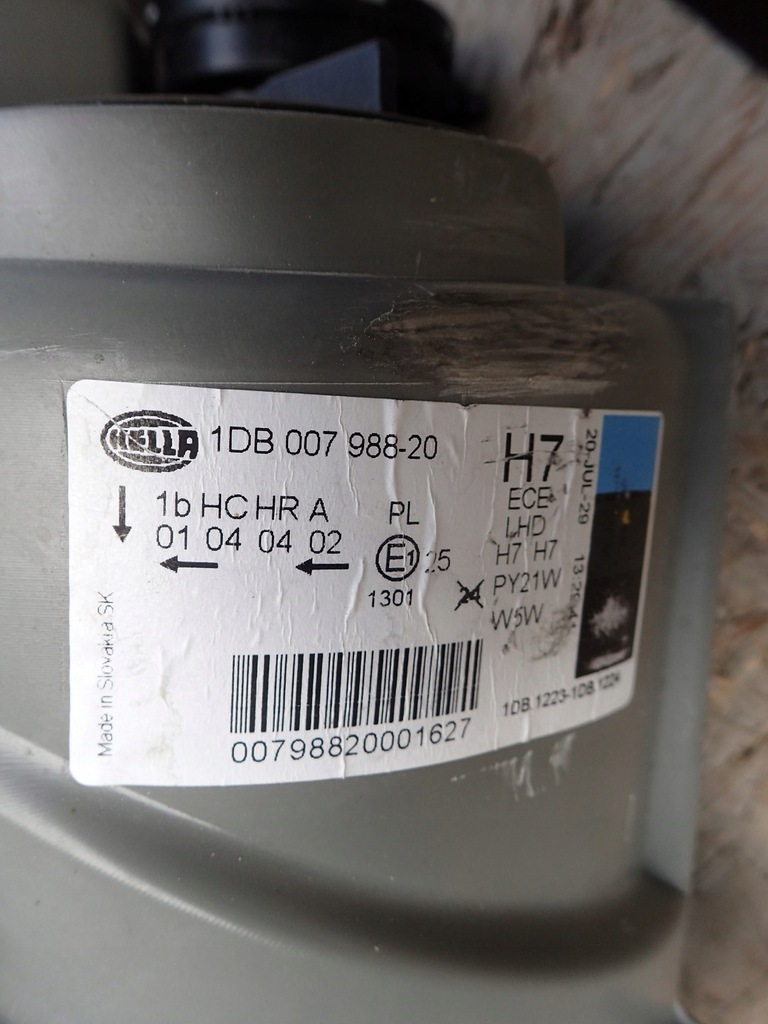 HELLA 1DB 007 988-20
H7
1b HC HR A PL
ECE
01 04 04 02
LHD
E1 25
H7 H7
1301
24
PY21W
W5W
20-JUL-29
Made in Slovakia SK
1DB.1223-1DB.1224
00798820001627